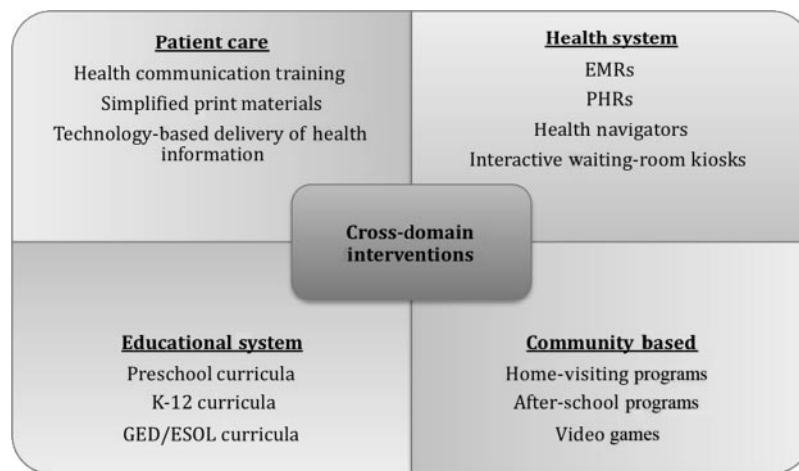 Patient care
Health communication training
Simplified print materials
Technology-based delivery of health
information
Health system
EMRs
PHRs
Health navigators
Interactive waiting-room kiosks
Cross-domain
interventions
Educational system
Preschool curricula
K-12 curricula
GED/ESOL curricula
Community based
Home-visiting programs
After-school programs
Video games